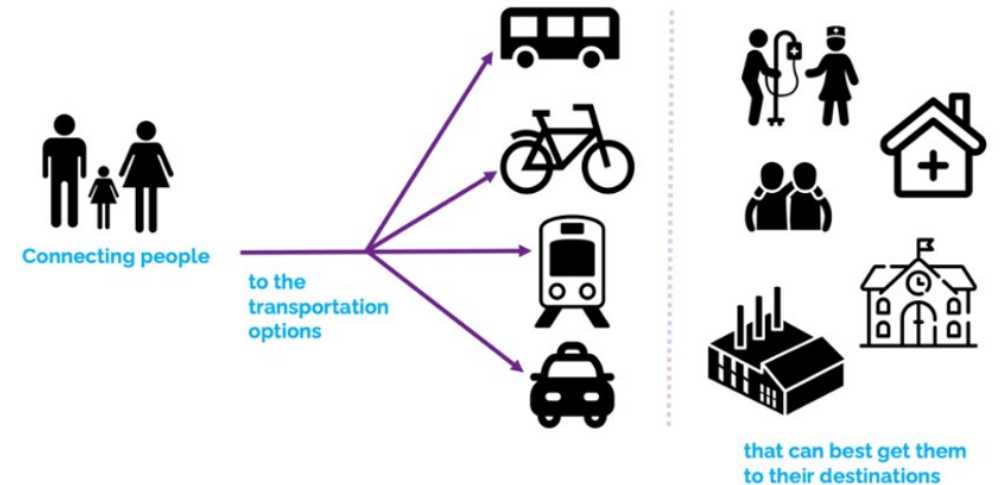 Connecting people
to the
transportation
options
that can best get them
to their destinations